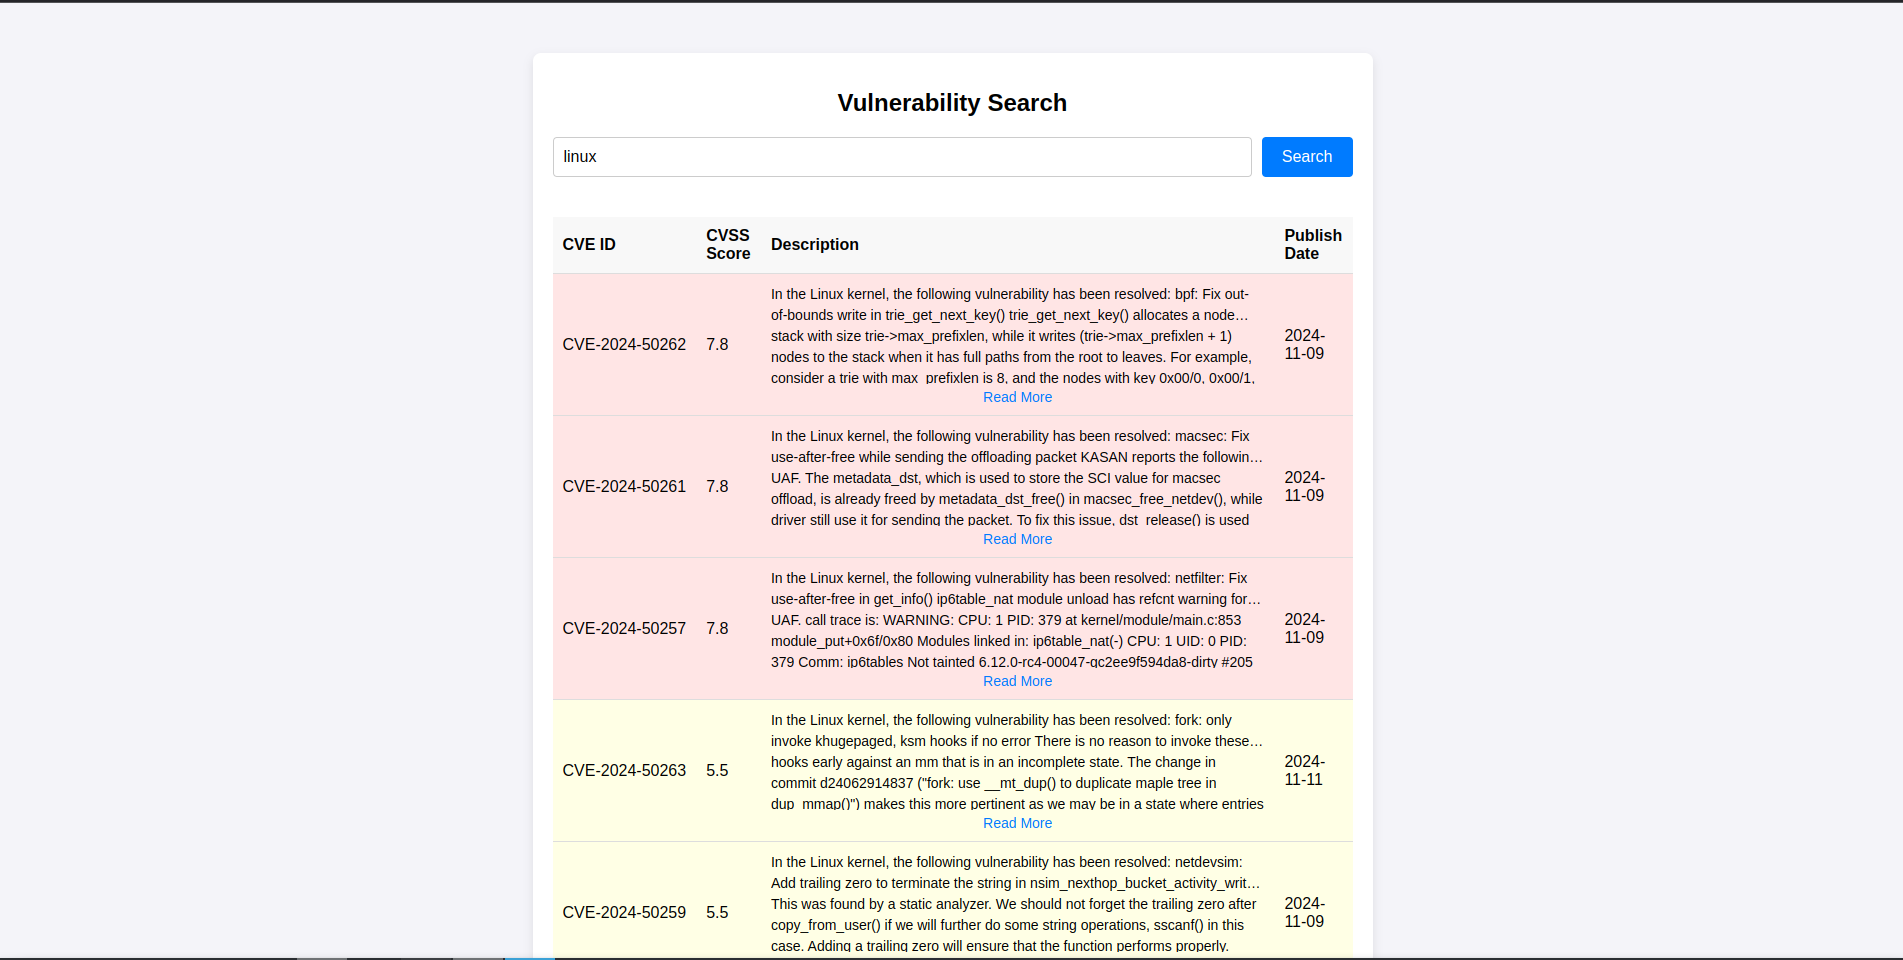 Vulnerability Search
linux
Search
CVE ID
CVSS
Score
Description
Publish
Date
CVE-2024-50262
7.8
In the Linux kernel, the following vulnerability has been resolved: bpf: Fix out-
of-bounds write in trie_get_next_key() trie_get_next_key() allocates a node…
stack with size trie->max_prefixlen, while it writes (trie->max_prefixlen + 1)
nodes to the stack when it has full paths from the root to leaves. For example,
consider a trie with max_prefixlen is 8, and the nodes with key 0x00/0, 0x00/1,
Read More
2024-
11-09
CVE-2024-50261
7.8
In the Linux kernel, the following vulnerability has been resolved: macsec: Fix
use-after-free while sending the offloading packet KASAN reports the followin…
UAF. The metadata_dst, which is used to store the SCI value for macsec
offload, is already freed by metadata_dst_free() in macsec_free_netdev(), while
driver still use it for sending the packet. To fix this issue, dst_release() is used
Read More
2024-
11-09
CVE-2024-50257
7.8
In the Linux kernel, the following vulnerability has been resolved: netfilter: Fix
use-after-free in get_info() ip6table_nat module unload has refcnt warning for…
UAF. call trace is: WARNING: CPU: 1 PID: 379 at kernel/module/main.c:853
module_put+0x6f/0x80 Modules linked in: ip6table_nat(-) CPU: 1 UID: 0 PID:
379 Comm: ip6tables Not tainted 6.12.0-rc4-00047-gc2ee9f594da8-dirty #205
Read More
2024-
11-09
CVE-2024-50263
5.5
In the Linux kernel, the following vulnerability has been resolved: fork: only
invoke khugepaged, ksm hooks if no error There is no reason to invoke these…
hooks early against an mm that is in an incomplete state. The change in
commit d24062914837 ("fork: use __mt_dup() to duplicate maple tree in
dup_mmap()") makes this more pertinent as we may be in a state where entries
Read More
2024-
11-11
CVE-2024-50259
5.5
In the Linux kernel, the following vulnerability has been resolved: netdevsim:
Add trailing zero to terminate the string in nsim_nexthop_bucket_activity_writ…
This was found by a static analyzer. We should not forget the trailing zero after
copy_from_user() if we will further do some string operations, sscanf() in this
case. Adding a trailing zero will ensure that the function performs properly.
2024-
11-09